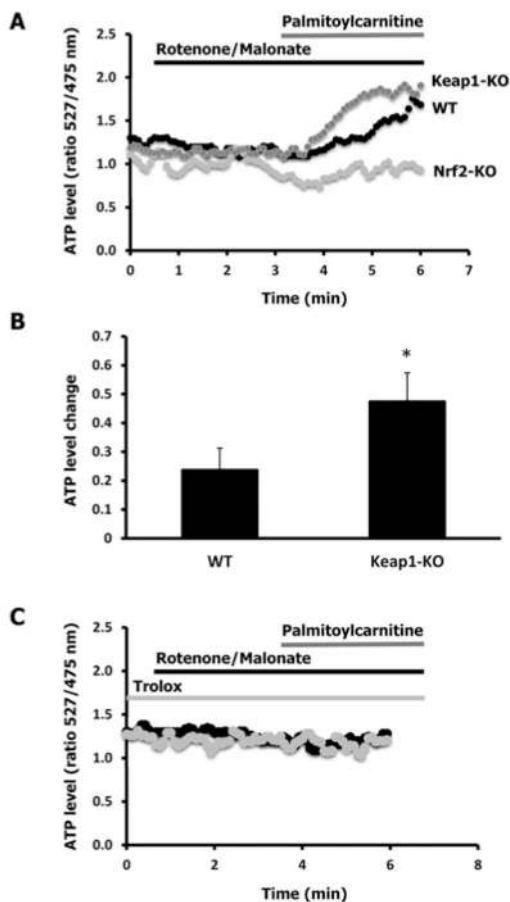 A
Palmitoylcarnitine
Rotenone/Malonate
ATP level (ratio 527/475 nm)
2.5
2.0
1.5
1.0
0.5
0.0
Keap1-KO
WT
Nrf2-KO
0 1 2 3 4 5 6 7
Time (min)
B
ATP level change
0.7
0.6
0.5
0.4
0.3
0.2
0.1
0
*
WT Keap1-KO
C
Palmitoylcarnitine
Rotenone/Malonate
Trolox
ATP level (ratio 527/475 nm)
2.5
2.0
1.5
1.0
0.5
0.0
0 2 4 6 8
Time (min)